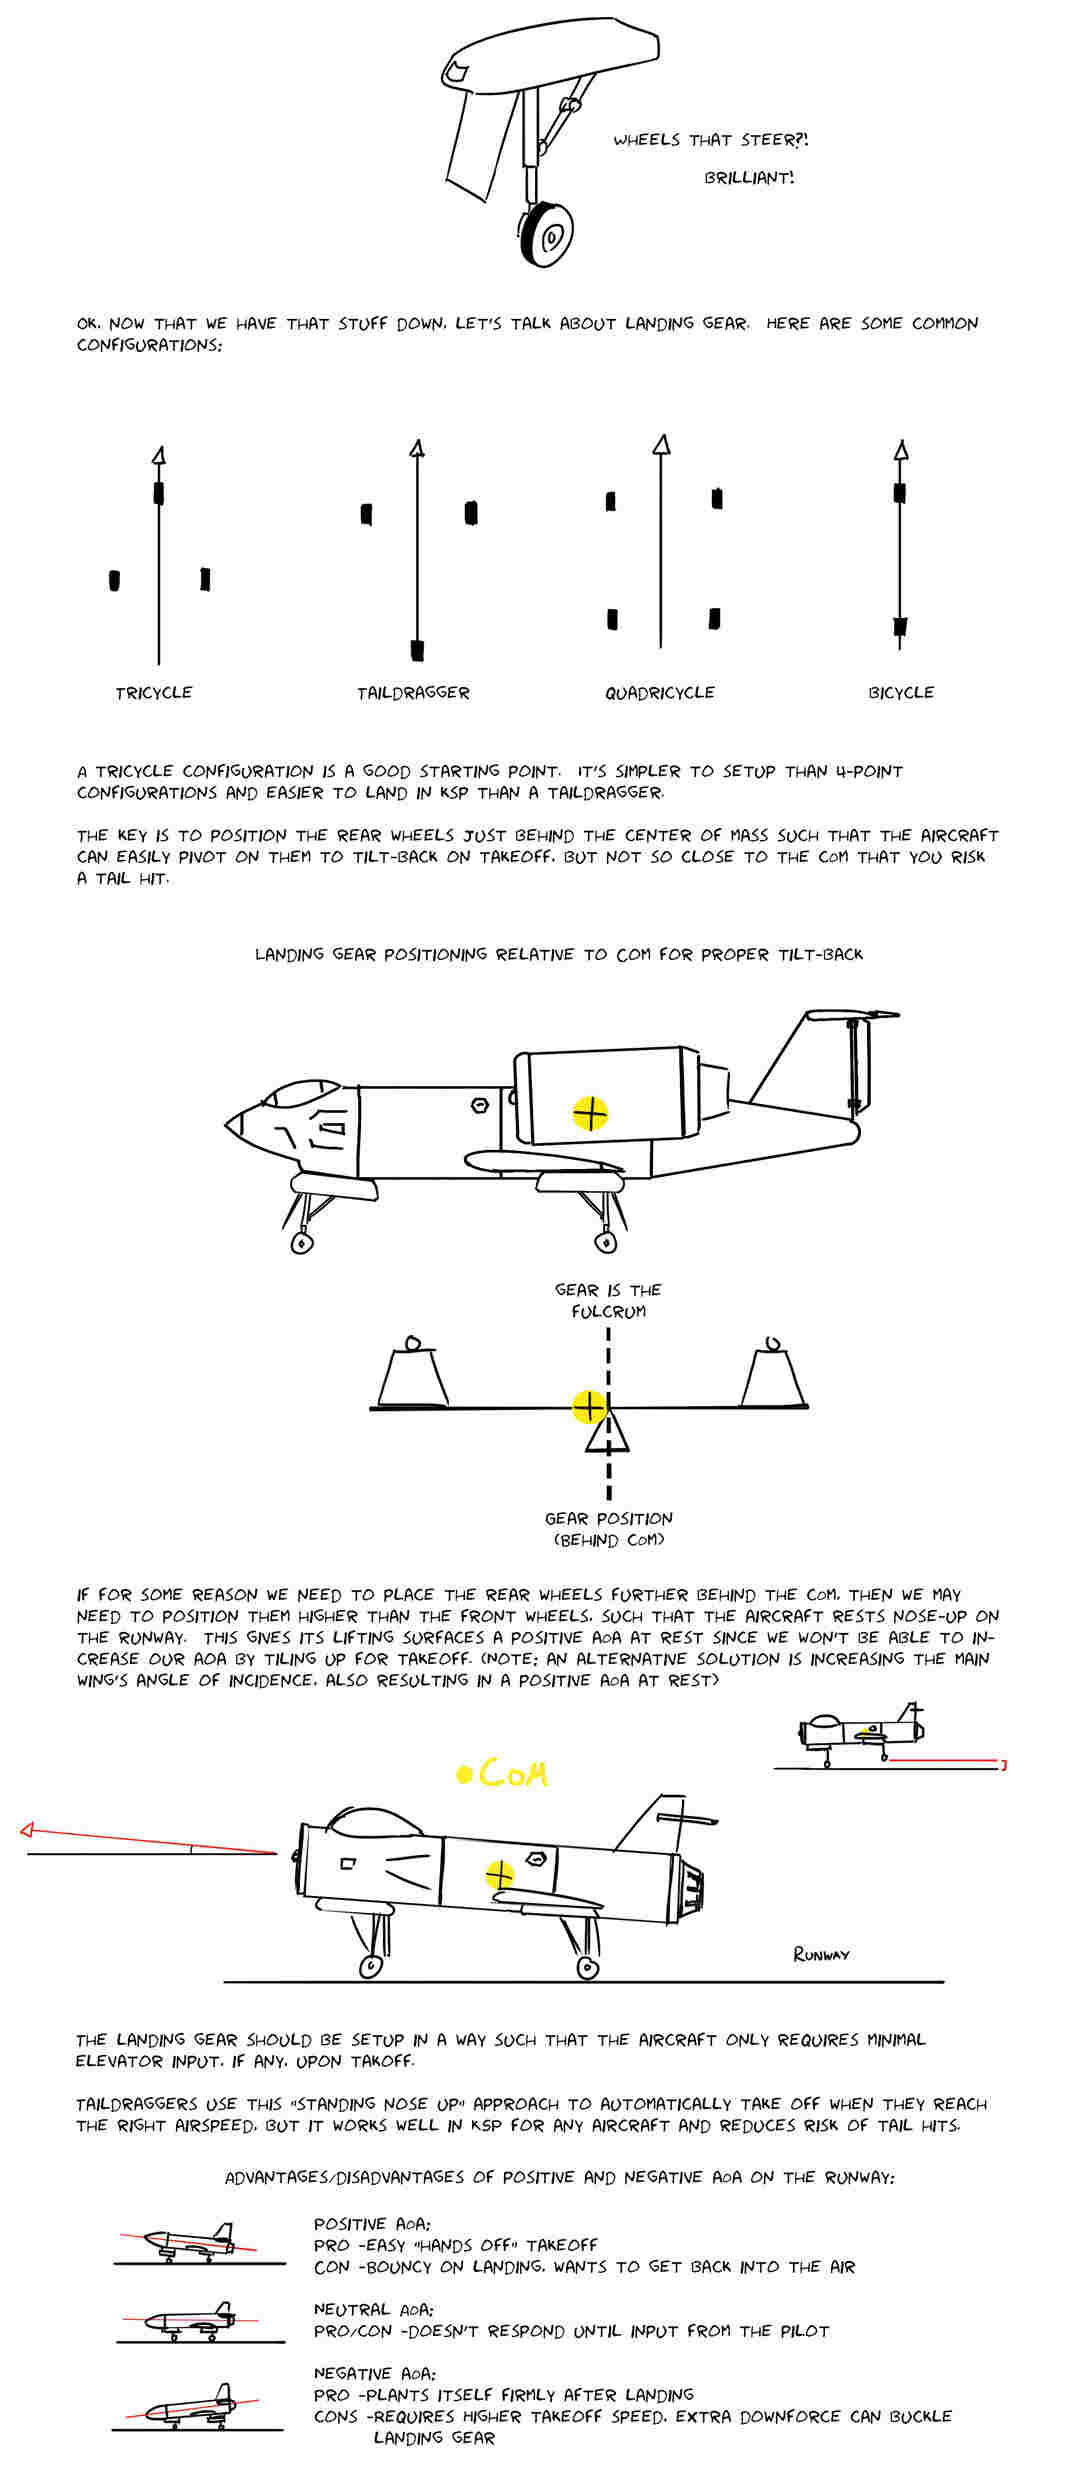 WHEELS THAT STEER?!
BRILLIANT!
OK, NOW THAT WE HAVE THAT STUFF DOWN, LET'S TALK ABOUT LANDING GEAR. HERE ARE SOME COMMON
CONFIGURATIONS:
TRICYCLE
TAILDRAGGER
QUADRICYCLE
BICYCLE
A TRICYCLE CONFIGURATION IS A GOOD STARTING POINT. IT'S SIMPLER TO SETUP THAN 4-POINT
CONFIGURATIONS AND EASIER TO LAND IN KSP THAN A TAILDRAGGER.
THE KEY IS TO POSITION THE REAR WHEELS JUST BEHIND THE CENTER OF MASS SUCH THAT THE AIRCRAFT
CAN EASILY PIVOT ON THEM TO TILT-BACK ON TAKEOFF, BUT NOT SO CLOSE TO THE CoM THAT YOU RISK
A TAIL HIT.
LANDING GEAR POSITIONING RELATIVE TO COM FOR PROPER TILT-BACK
GEAR IS THE
FULCRUM
GEAR POSITION
(BEHIND CoM)
IF FOR SOME REASON WE NEED TO PLACE THE REAR WHEELS FURTHER BEHIND THE CoM, THEN WE MAY
NEED TO POSITION THEM HIGHER THAN THE FRONT WHEELS, SUCH THAT THE AIRCRAFT RESTS NOSE-UP ON
THE RUNWAY. THIS GIVES ITS LIFTING SURFACES A POSITIVE AoA AT REST SINCE WE WON'T BE ABLE TO IN-
CREASE OUR AOA BY TILING UP FOR TAKEOFF. (NOTE: AN ALTERNATIVE SOLUTION IS INCREASING THE MAIN
WING'S ANGLE OF INCIDENCE, ALSO RESULTING IN A POSITIVE AoA AT REST)
CoM
RUNWAY
THE LANDING GEAR SHOULD BE SETUP IN A WAY SUCH THAT THE AIRCRAFT ONLY REQUIRES MINIMAL
ELEVATOR INPUT, IF ANY, UPON TAKOFF.
TAILDRAGGERS USE THIS "STANDING NOSE UP" APPROACH TO AUTOMATICALLY TAKE OFF WHEN THEY REACH
THE RIGHT AIRSPEED, BUT IT WORKS WELL IN KSP FOR ANY AIRCRAFT AND REDUCES RISK OF TAIL HITS.
ADVANTAGES/DISADVANTAGES OF POSITIVE AND NEGATIVE AoA ON THE RUNWAY:
POSITIVE AoA:
PRO -EASY "HANDS OFF" TAKEOFF
CON -BOUNCY ON LANDING, WANTS TO GET BACK INTO THE AIR
NEUTRAL AoA:
PRO/CON -DOESN'T RESPOND UNTIL INPUT FROM THE PILOT
NEGATIVE AoA:
PRO -PLANTS ITSELF FIRMLY AFTER LANDING
CONS -REQUIRES HIGHER TAKEOFF SPEED, EXTRA DOWNFORCE CAN BUCKLE
LANDING GEAR